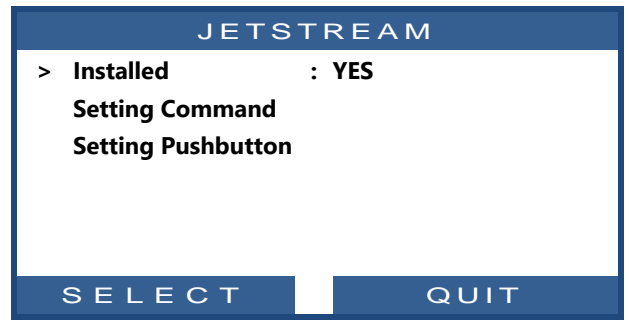 JETSTREAM
> Installed : YES
Setting Command
Setting Pushbutton
SELECT QUIT